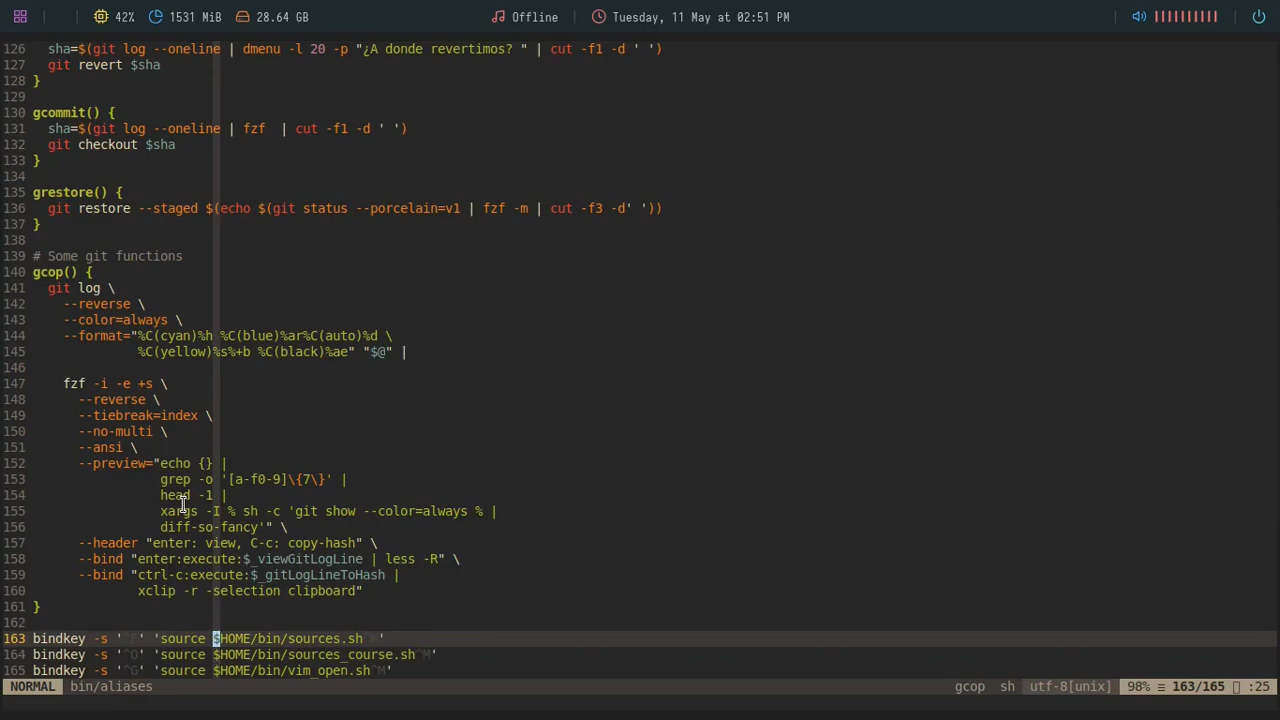 42% 1531 MiB 28.64 GB Offline Tuesday, 11 May at 02:51 PM
126 sha=$(git log --oneline | dmenu -l 20 -p "¿A donde revertimos? " | cut -f1 -d ' ')
127 git revert $sha
128 }
129
130 gcommit() {
131 sha=$(git log --oneline | fzf  | cut -f1 -d ' ')
132 git checkout $sha
133 }
134
135 grestore() {
136 git restore --staged $(echo $(git status --porcelain=v1 | fzf -m | cut -f3 -d' '))
137 }
138
139 # Some git functions
140 gcop() {
141 git log \
142 --reverse \
143 --color=always \
144 --format="%C(cyan)%h %C(blue)%ar%C(auto)%d \
145 %C(yellow)%s%+b %C(black)%ae" "$@" |
146
147 fzf -i -e +s \
148 --reverse \
149 --tiebreak=index \
150 --no-multi \
151 --ansi \
152 --preview="echo {} |
153 grep -o '[a-f0-9]\{7\}' |
154 head -1 |
155 xargs -I % sh -c 'git show --color=always % |
156 diff-so-fancy'" \
157 --header "enter: view, C-c: copy-hash" \
158 --bind "enter:execute:$_viewGitLogLine | less -R" \
159 --bind "ctrl-c:execute:$_gitLogLineToHash |
160 xclip -r -selection clipboard"
161 }
162
163 bindkey -s '^F' 'source $HOME/bin/sources.sh^M'
164 bindkey -s '^O' 'source $HOME/bin/sources_course.sh^M'
165 bindkey -s '^G' 'source $HOME/bin/vim_open.sh^M'
NORMAL bin/aliases gcop sh utf-8[unix] 98% ≡ 163/165 :25